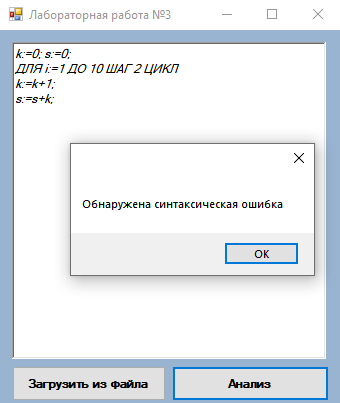 Лабораторная работа №3
k:=0; s:=0;
ДЛЯ i:=1 ДО 10 ШАГ 2 ЦИКЛ
k:=k+1;
s:=s+k;
Обнаружена синтаксическая ошибка
OK
Загрузить из файла
Анализ